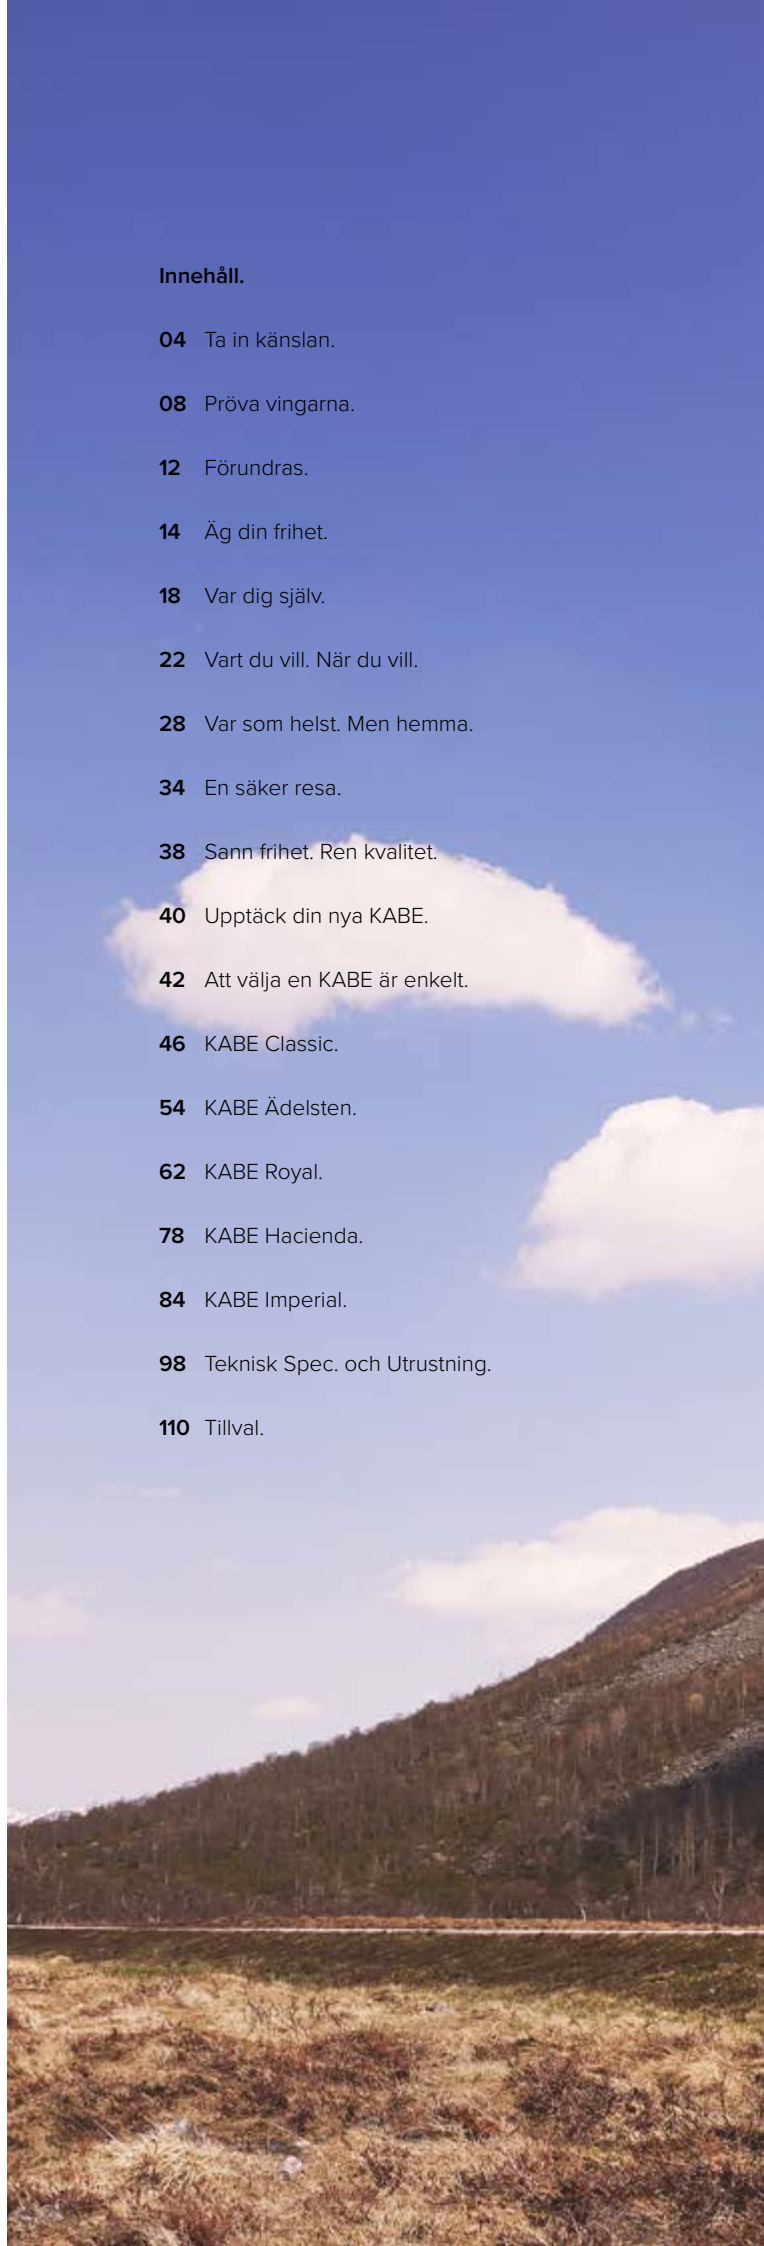 Innehåll.
04 Ta in känslan.
08 Pröva vingarna.
12 Förundras.
14 Äg din frihet.
18 Var dig själv.
22 Vart du vill. När du vill.
28 Var som helst. Men hemma.
34 En säker resa.
38 Sann frihet. Ren kvalitet.
40 Upptäck din nya KABE.
42 Att välja en KABE är enkelt.
46 KABE Classic.
54 KABE Ädelsten.
62 KABE Royal.
78 KABE Hacienda.
84 KABE Imperial.
98 Teknisk Spec. och Utrustning.
110 Tillval.